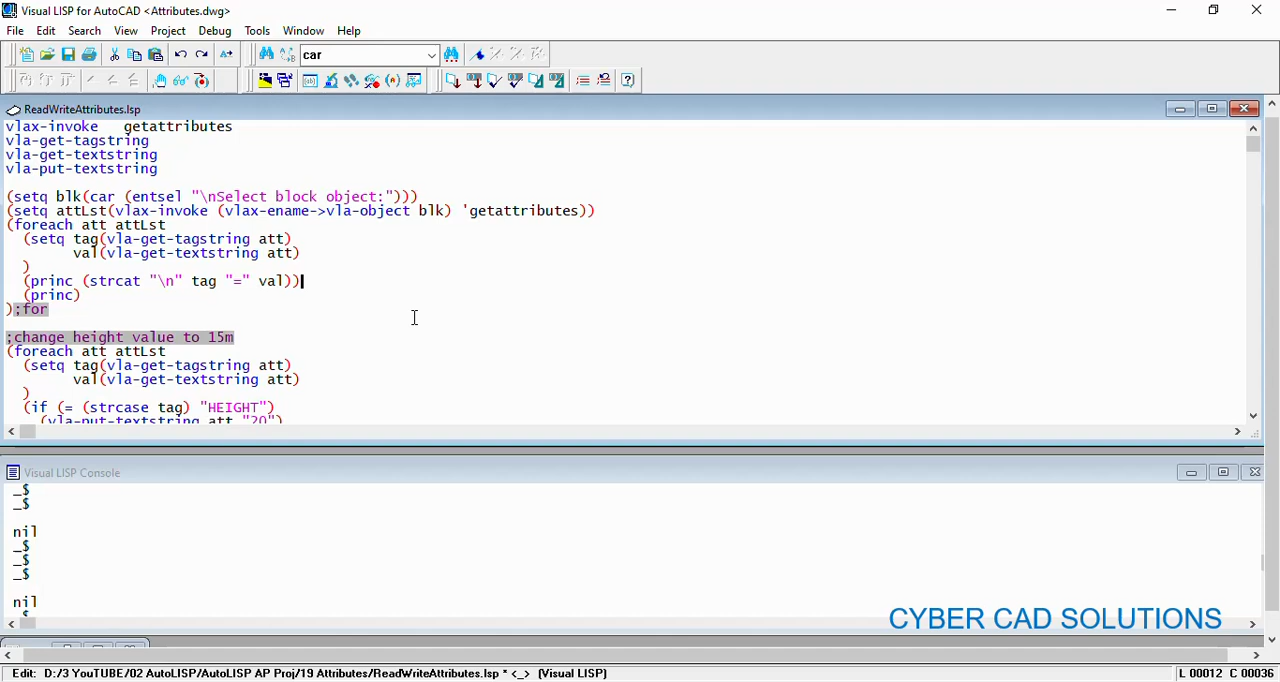 Visual LISP for AutoCAD <Attributes.dwg>
File Edit Search View Project Debug Tools Window Help
car
ReadWriteAttributes.lsp
vlax-invoke getattributes
vla-get-tagstring
vla-get-textstring
vla-put-textstring
(setq blk(car (entsel "\nSelect block object:")))
(setq attLst(vlax-invoke (vlax-ename->vla-object blk) 'getattributes))
(foreach att attLst
(setq tag(vla-get-tagstring att)
val(vla-get-textstring att)
)
(princ (strcat "\n" tag "=" val))
(princ)
);for
;change height value to 15m
(foreach att attLst
(setq tag(vla-get-tagstring att)
val(vla-get-textstring att)
)
(if (= (strcase tag) "HEIGHT")
(vla-put-textstring att "20")
Visual LISP Console
_$
_$
nil
_$
_$
_$
nil
CYBER CAD SOLUTIONS
Edit: D:/3 YouTUBE/02 AutoLISP/AutoLISP AP Proj/19 Attributes/ReadWriteAttributes.lsp * <_> (Visual LISP)
L 00012 C 00036